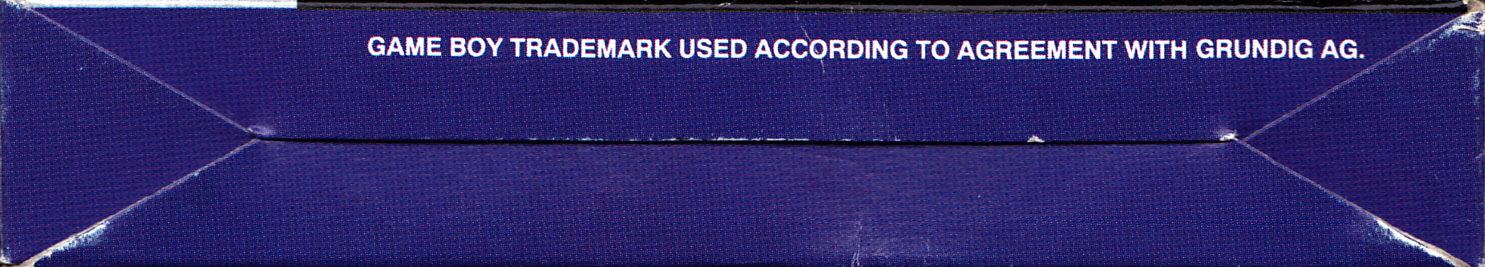 GAME BOY TRADEMARK USED ACCORDING TO AGREEMENT WITH GRUNDIG AG.